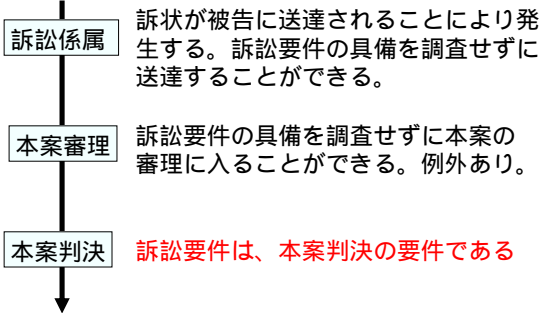 訴訟係属
訴状が被告に送達されることにより発
生する。訴訟要件の具備を調査せずに
送達することができる。
本案審理
訴訟要件の具備を調査せずに本案の
審理に入ることができる。例外あり。
本案判決
訴訟要件は、本案判決の要件である